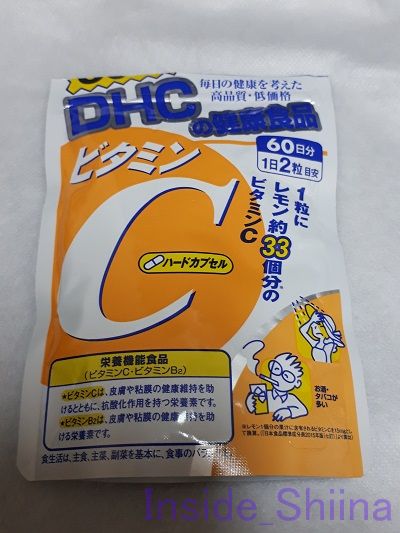 毎日の健康を考えた
高品質・低価格
DHC
の健康食品
60日分
1日2粒目安
ビタミン
C
1粒に
レモン約33個分の
ビタミンC
ハードカプセル
栄養機能食品
(ビタミンC・ビタミンB2)
★ビタミンCは、皮膚や粘膜の健康維持を助
けるとともに、抗酸化作用を持つ栄養素です。
★ビタミンB2は、皮膚や粘膜の健康維持を助
ける栄養素です。
お酒・
タバコが
多い
食生活は、主食、主菜、副菜を基本に、食事のバラ
Inside_Shiina